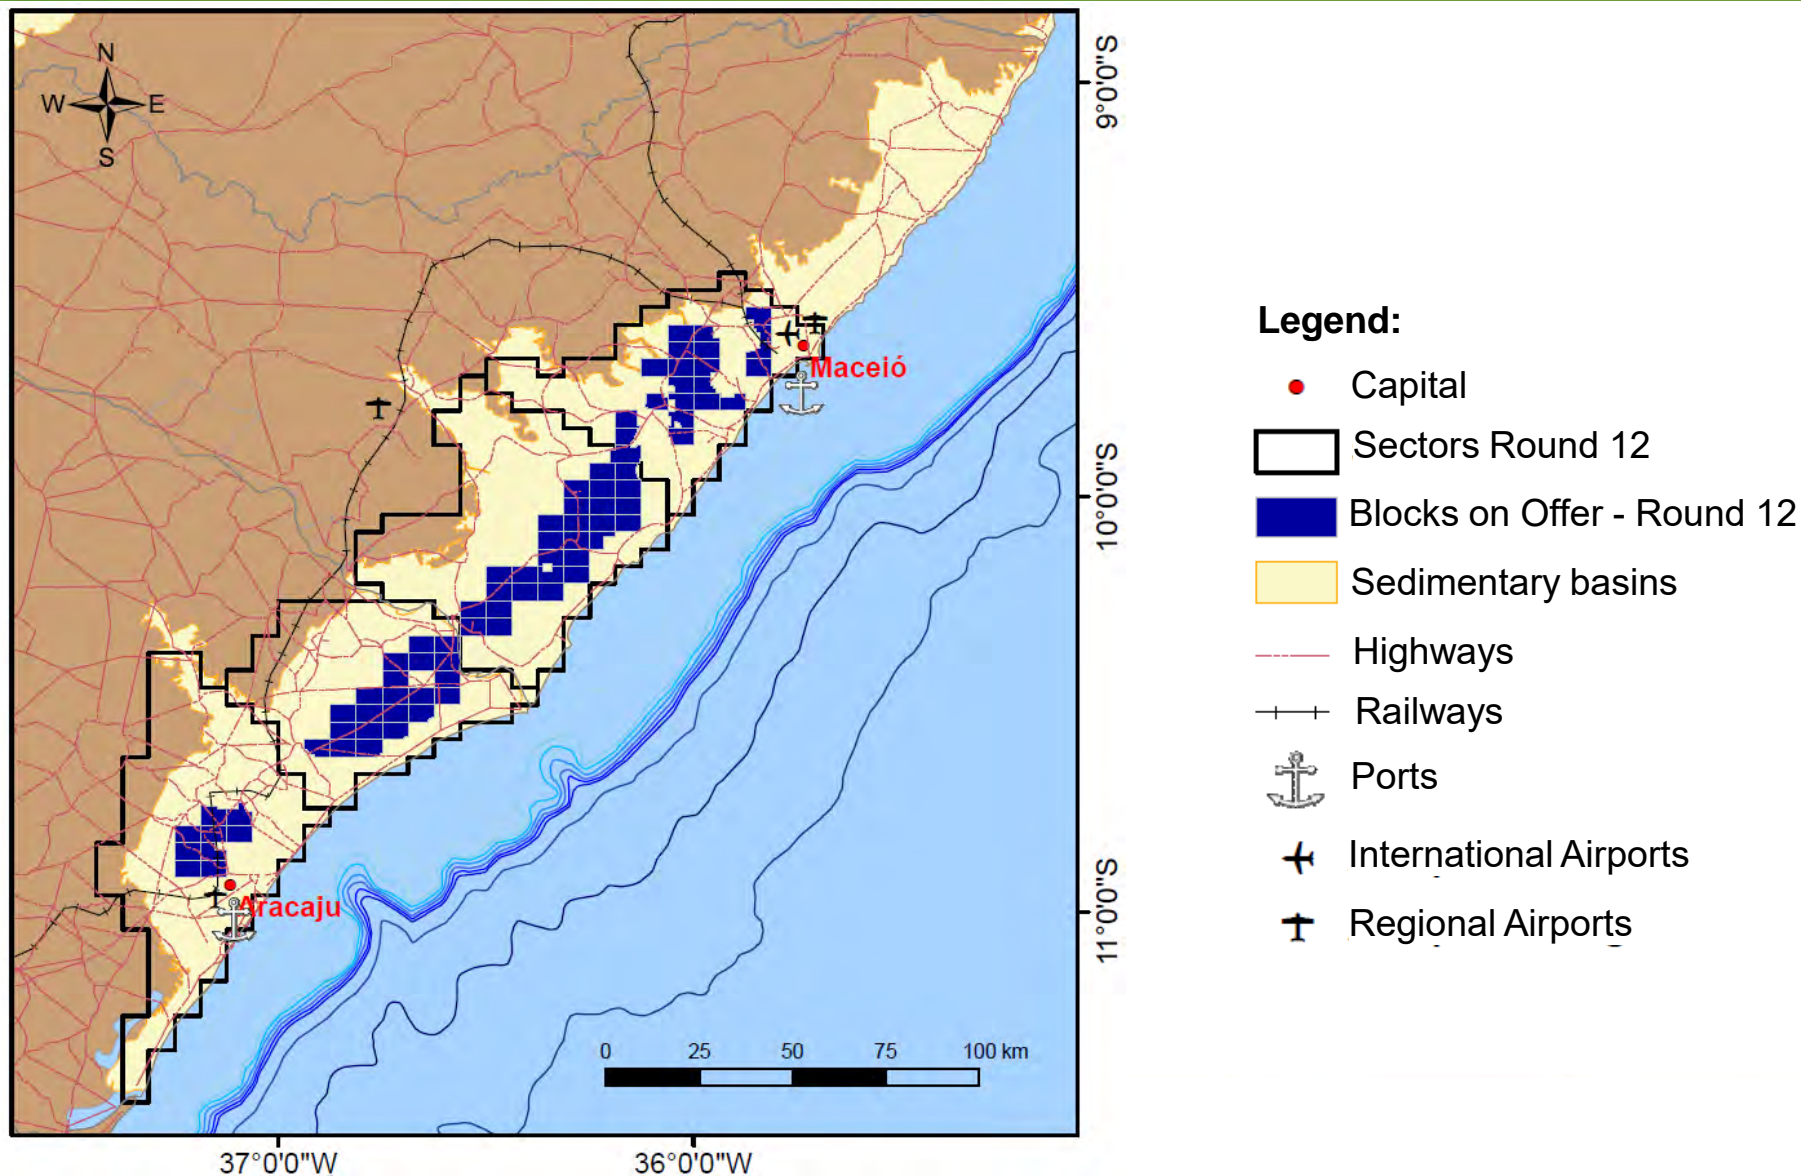 N
W E
S
9°0'0"S
10°0'0"S
11°0'0"S
Maceió
Aracaju
0 25 50 75 100 km
37°0'0"W 36°0'0"W
Legend:
Capital
Sectors Round 12
Blocks on Offer - Round 12
Sedimentary basins
Highways
Railways
Ports
International Airports
Regional Airports